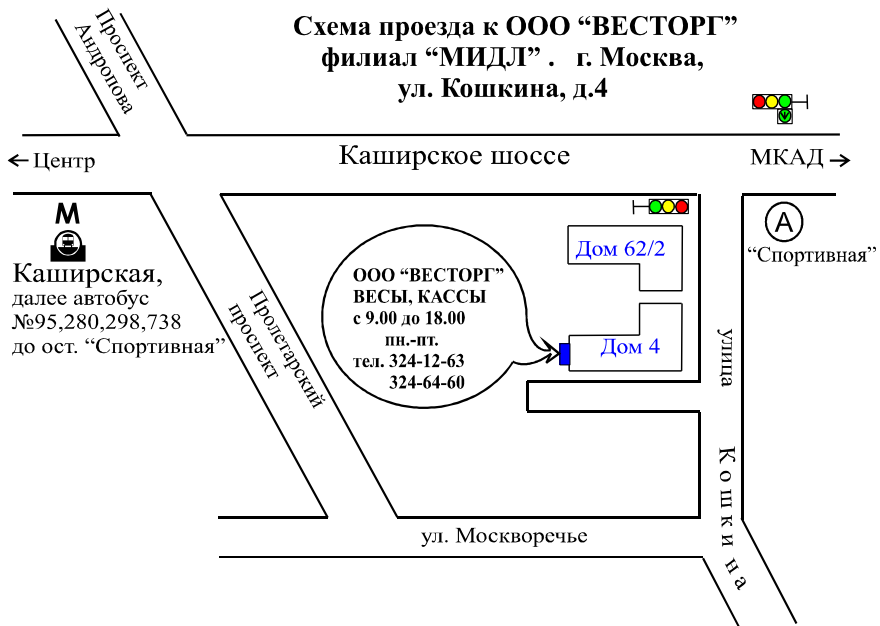 Схема проезда к ООО “ВЕСТОРГ”
филиал “МИДЛ” . г. Москва,
ул. Кошкина, д.4
Проспект
Андропова
← Центр
Каширское шоссе
МКАД →
М
Каширская,
далее автобус
№95,280,298,738
до ост. “Спортивная”
Пролетарский
проспект
ООО “ВЕСТОРГ”
ВЕСЫ, КАССЫ
с 9.00 до 18.00
пн.-пт.
тел. 324-12-63
324-64-60
Дом 62/2
Дом 4
А
“Спортивная”
улица Кошкина
ул. Москворечье